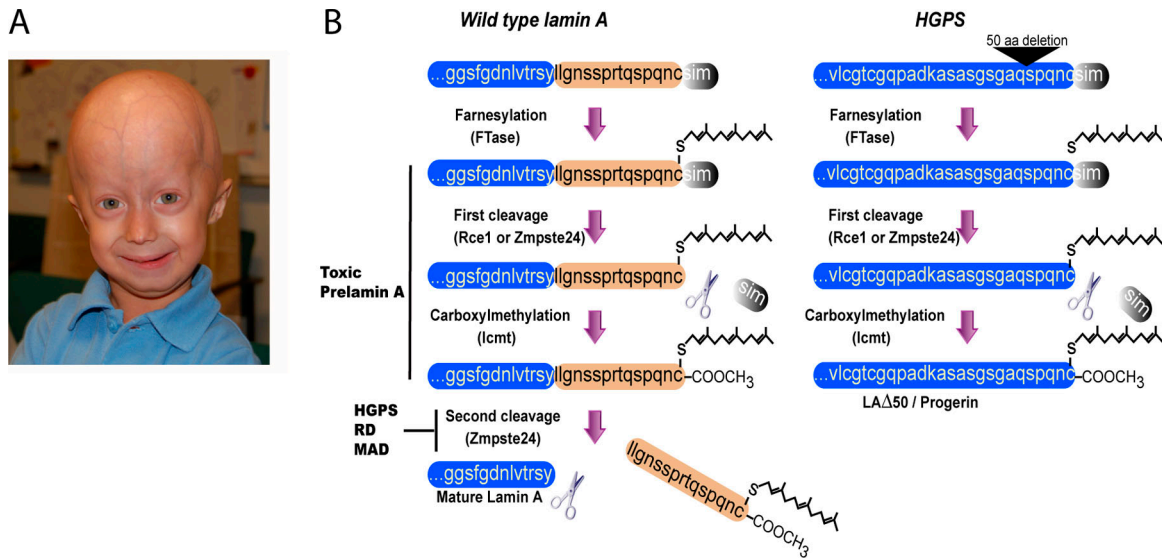 A
B
Wild type lamin A
...ggsfgdnlvtrsyllgnssprtqspqncsim
Farnesylation
(FTase)
S
...ggsfgdnlvtrsyllgnssprtqspqncsim
First cleavage
(Rce1 or Zmpste24)
S
...ggsfgdnlvtrsyllgnssprtqspqnc
sim
Toxic
Prelamin A
Carboxylmethylation
(Icmt)
S
...ggsfgdnlvtrsyllgnssprtqspqnc
COOCH3
HGPS
RD
MAD
Second cleavage
(Zmpste24)
...ggsfgdnlvtrsy
Mature Lamin A
llgnssprtqspqnc
S
COOCH3
HGPS
50 aa deletion
...vlcgtcgqpadkasasgsgaqspqncsim
Farnesylation
(FTase)
S
...vlcgtcgqpadkasasgsgaqspqncsim
First cleavage
(Rce1 or Zmpste24)
S
...vlcgtcgqpadkasasgsgaqspqnc
sim
Carboxylmethylation
(Icmt)
S
...vlcgtcgqpadkasasgsgaqspqnc
COOCH3
LAΔ50 / Progerin